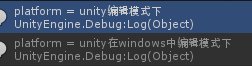 platform = unity编辑模式下
UnityEngine.Debug:Log(Object)
platform = unity在windows中编辑模式下
UnityEngine.Debug:Log(Object)